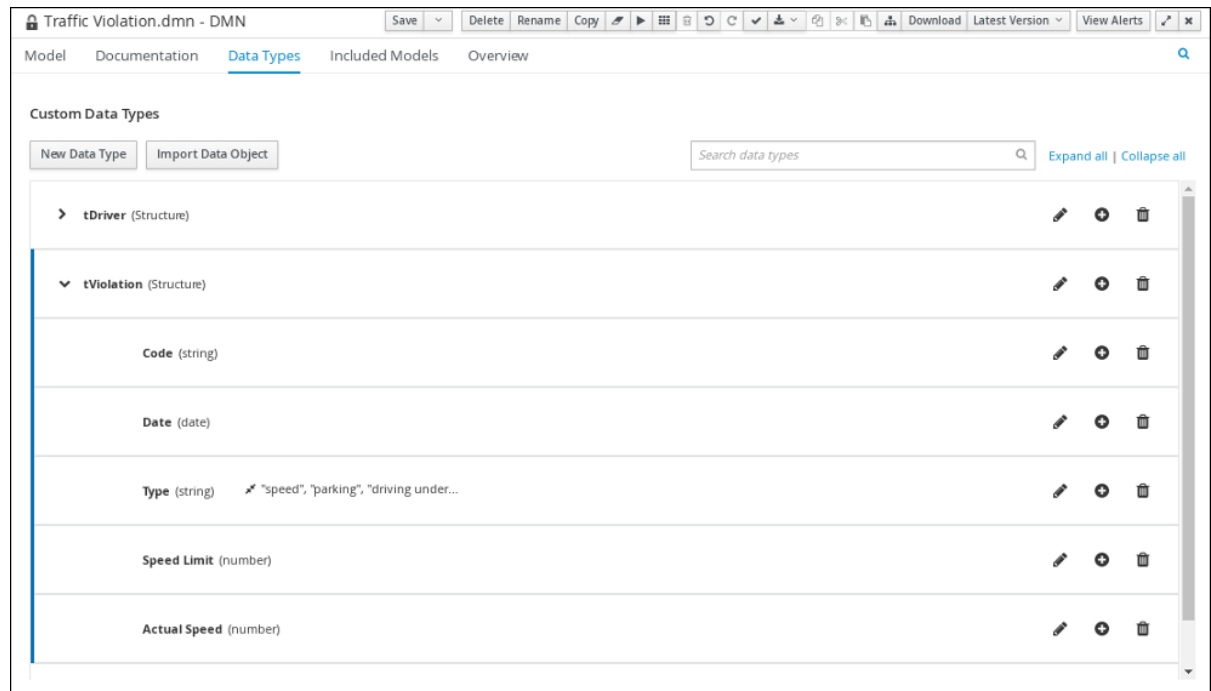 Traffic Violation.dmn - DMN Save Delete Rename Copy Download Latest Version View Alerts
Model Documentation Data Types Included Models Overview
Custom Data Types
New Data Type Import Data Object Search data types Expand all | Collapse all
tDriver (Structure)
tViolation (Structure)
Code (string)
Date (date)
Type (string) "speed", "parking", "driving under...
Speed Limit (number)
Actual Speed (number)